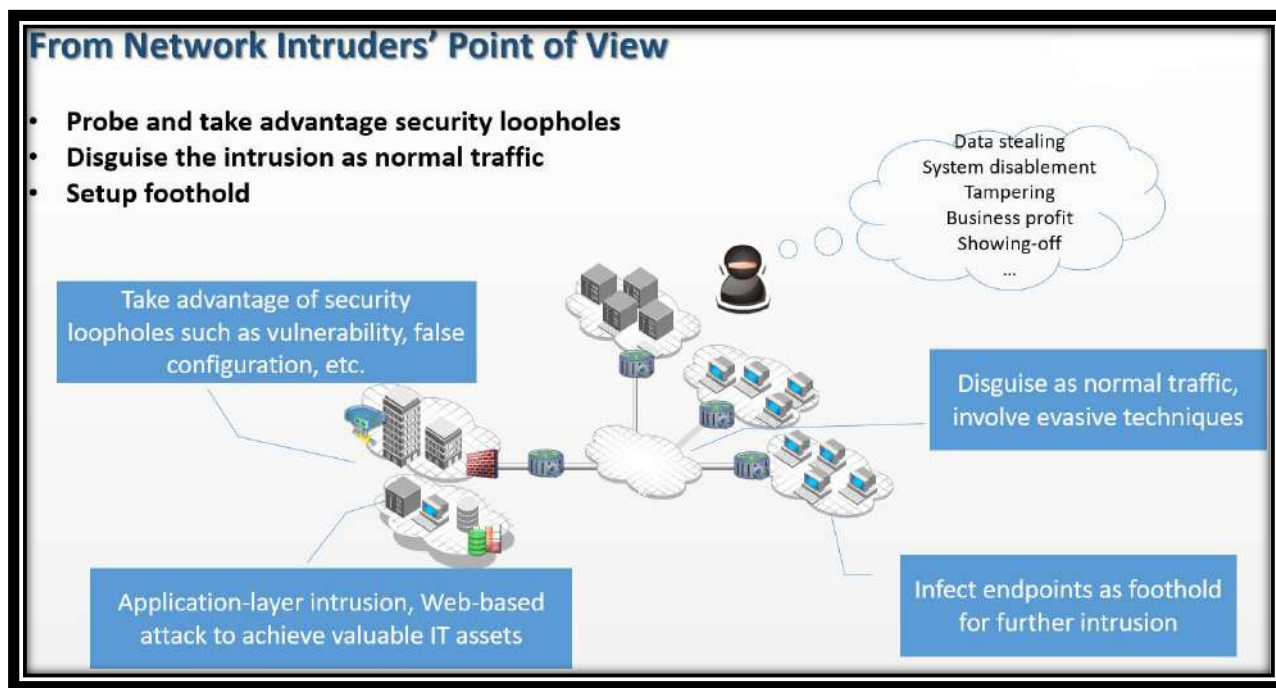 From Network Intruders' Point of View
• Probe and take advantage security loopholes
• Disguise the intrusion as normal traffic
• Setup foothold
Data stealing
System disablement
Tampering
Business profit
Showing-off
...
Take advantage of security
loopholes such as vulnerability, false
configuration, etc.
Disguise as normal traffic,
involve evasive techniques
Application-layer intrusion, Web-based
attack to achieve valuable IT assets
Infect endpoints as foothold
for further intrusion